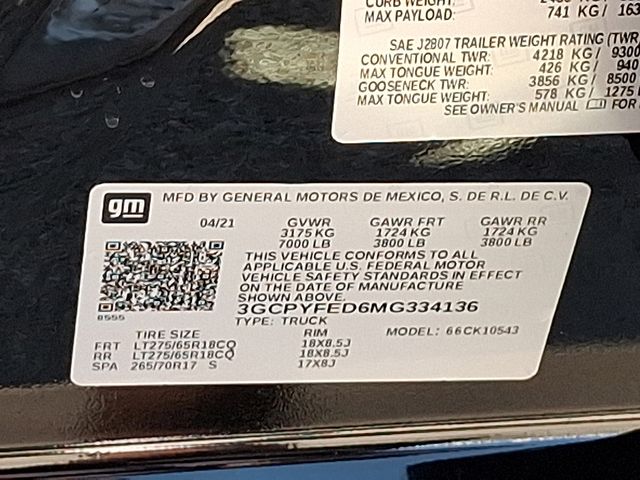 CURB WEIGHT:
MAX PAYLOAD: 741 KG / 163
SAE J2807 TRAILER WEIGHT RATING (TWR)
CONVENTIONAL TWR: 4218 KG / 9300
MAX TONGUE WEIGHT: 426 KG / 940
GOOSENECK TWR: 3856 KG / 8500
MAX TONGUE WEIGHT: 578 KG / 1275
SEE OWNER'S MANUAL FOR
gm
MFD BY GENERAL MOTORS DE MEXICO, S. DE R.L. DE C.V.
04/21 GVWR GAWR FRT GAWR RR
3175 KG 1724 KG 1724 KG
7000 LB 3800 LB 3800 LB
THIS VEHICLE CONFORMS TO ALL
APPLICABLE U.S. FEDERAL MOTOR
VEHICLE SAFETY STANDARDS IN EFFECT
ON THE DATE OF MANUFACTURE
SHOWN ABOVE.
3GCPYFED6MG334136
8555
TYPE: TRUCK
TIRE SIZE RIM MODEL: 66CK10543
FRT LT275/65R18CQ 18X8.5J
RR LT275/65R18CQ 18X8.5J
SPA 265/70R17 S 17X8J